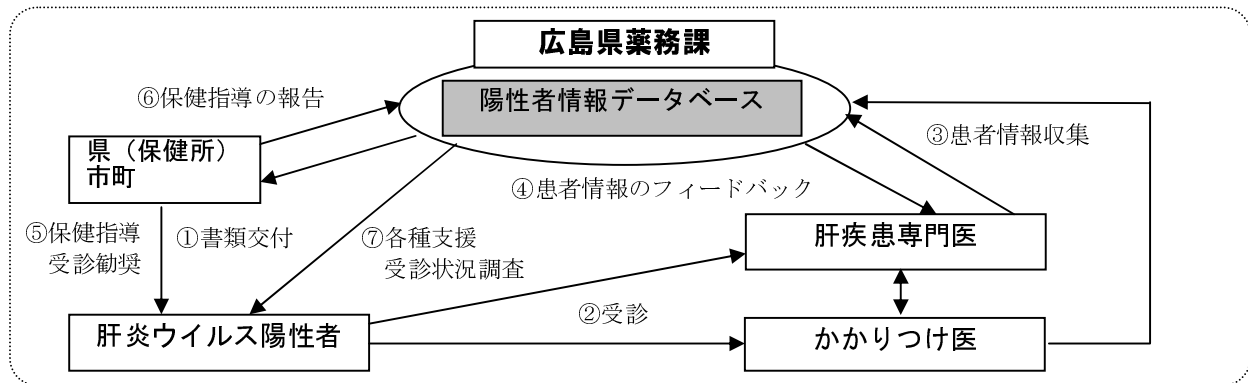 広島県薬務課
陽性者情報データベース
⑥保健指導の報告
③患者情報収集
県（保健所）
市町
④患者情報のフィードバック
⑤保健指導
受診勧奨
①書類交付
⑦各種支援
受診状況調査
肝疾患専門医
②受診
肝炎ウイルス陽性者
かかりつけ医